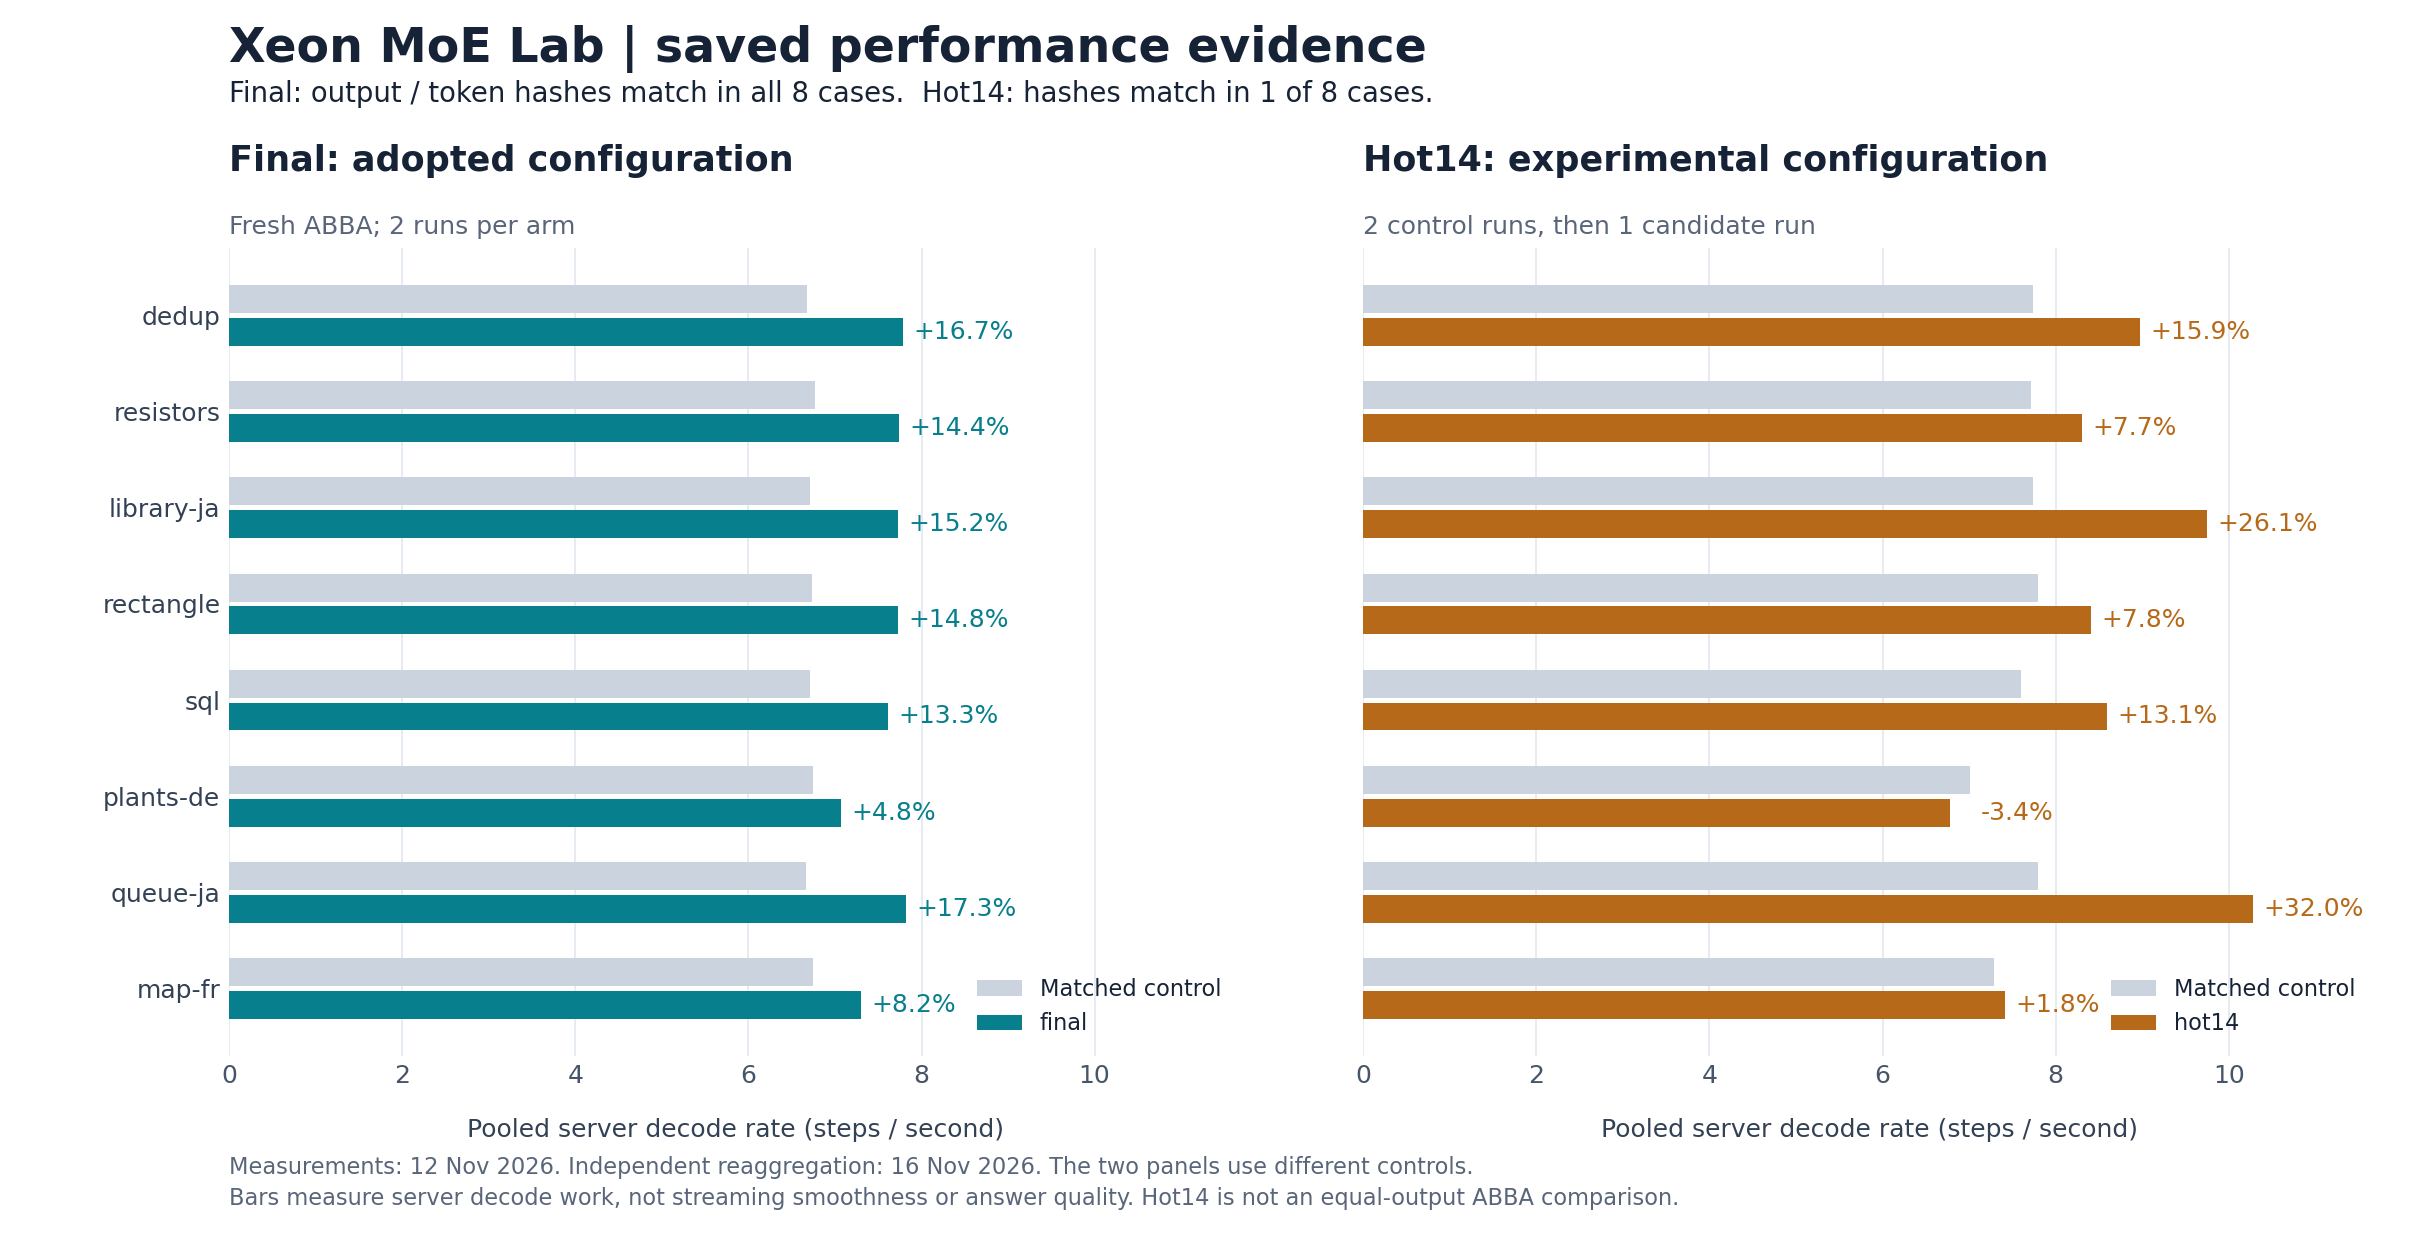 Xeon MoE Lab | saved performance evidence
Final: output / token hashes match in all 8 cases.  Hot14: hashes match in 1 of 8 cases.
Final: adopted configuration
Fresh ABBA; 2 runs per arm
dedup
+16.7%
resistors
+14.4%
library-ja
+15.2%
rectangle
+14.8%
sql
+13.3%
plants-de
+4.8%
queue-ja
+17.3%
map-fr
+8.2%
Matched control
final
0 2 4 6 8 10
Pooled server decode rate (steps / second)
Hot14: experimental configuration
2 control runs, then 1 candidate run
+15.9%
+7.7%
+26.1%
+7.8%
+13.1%
-3.4%
+32.0%
+1.8%
Matched control
hot14
0 2 4 6 8 10
Pooled server decode rate (steps / second)
Measurements: 12 Nov 2026. Independent reaggregation: 16 Nov 2026. The two panels use different controls.
Bars measure server decode work, not streaming smoothness or answer quality. Hot14 is not an equal-output ABBA comparison.